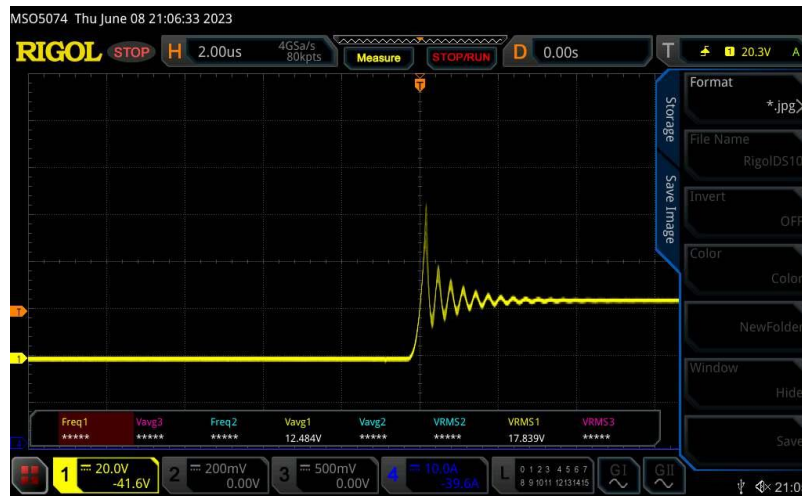 MSO5074 Thu June 08 21:06:33 2023
RIGOL STOP H 2.00us 4GSa/s 80kpts Measure STOP/RUN D 0.00s T 1 20.3V A
T
Storage
Save Image
Format
*.jpg
File Name
RigolDS10
Invert
OFF
Color
Color
NewFolder
Window
Hide
Save
T
1
Freq1 Vavg3 Freq2 Vavg1 Vavg2 VRMS2 VRMS1 VRMS3
***** ***** ***** 12.484V ***** ***** 17.839V *****
1 20.0V -41.6V 2 200mV 0.00V 3 500mV 0.00V 4 10.0A -39.6A L 0 1 2 3 4 5 6 7 8 9 10 11 12 13 14 15 GI GII 21:0